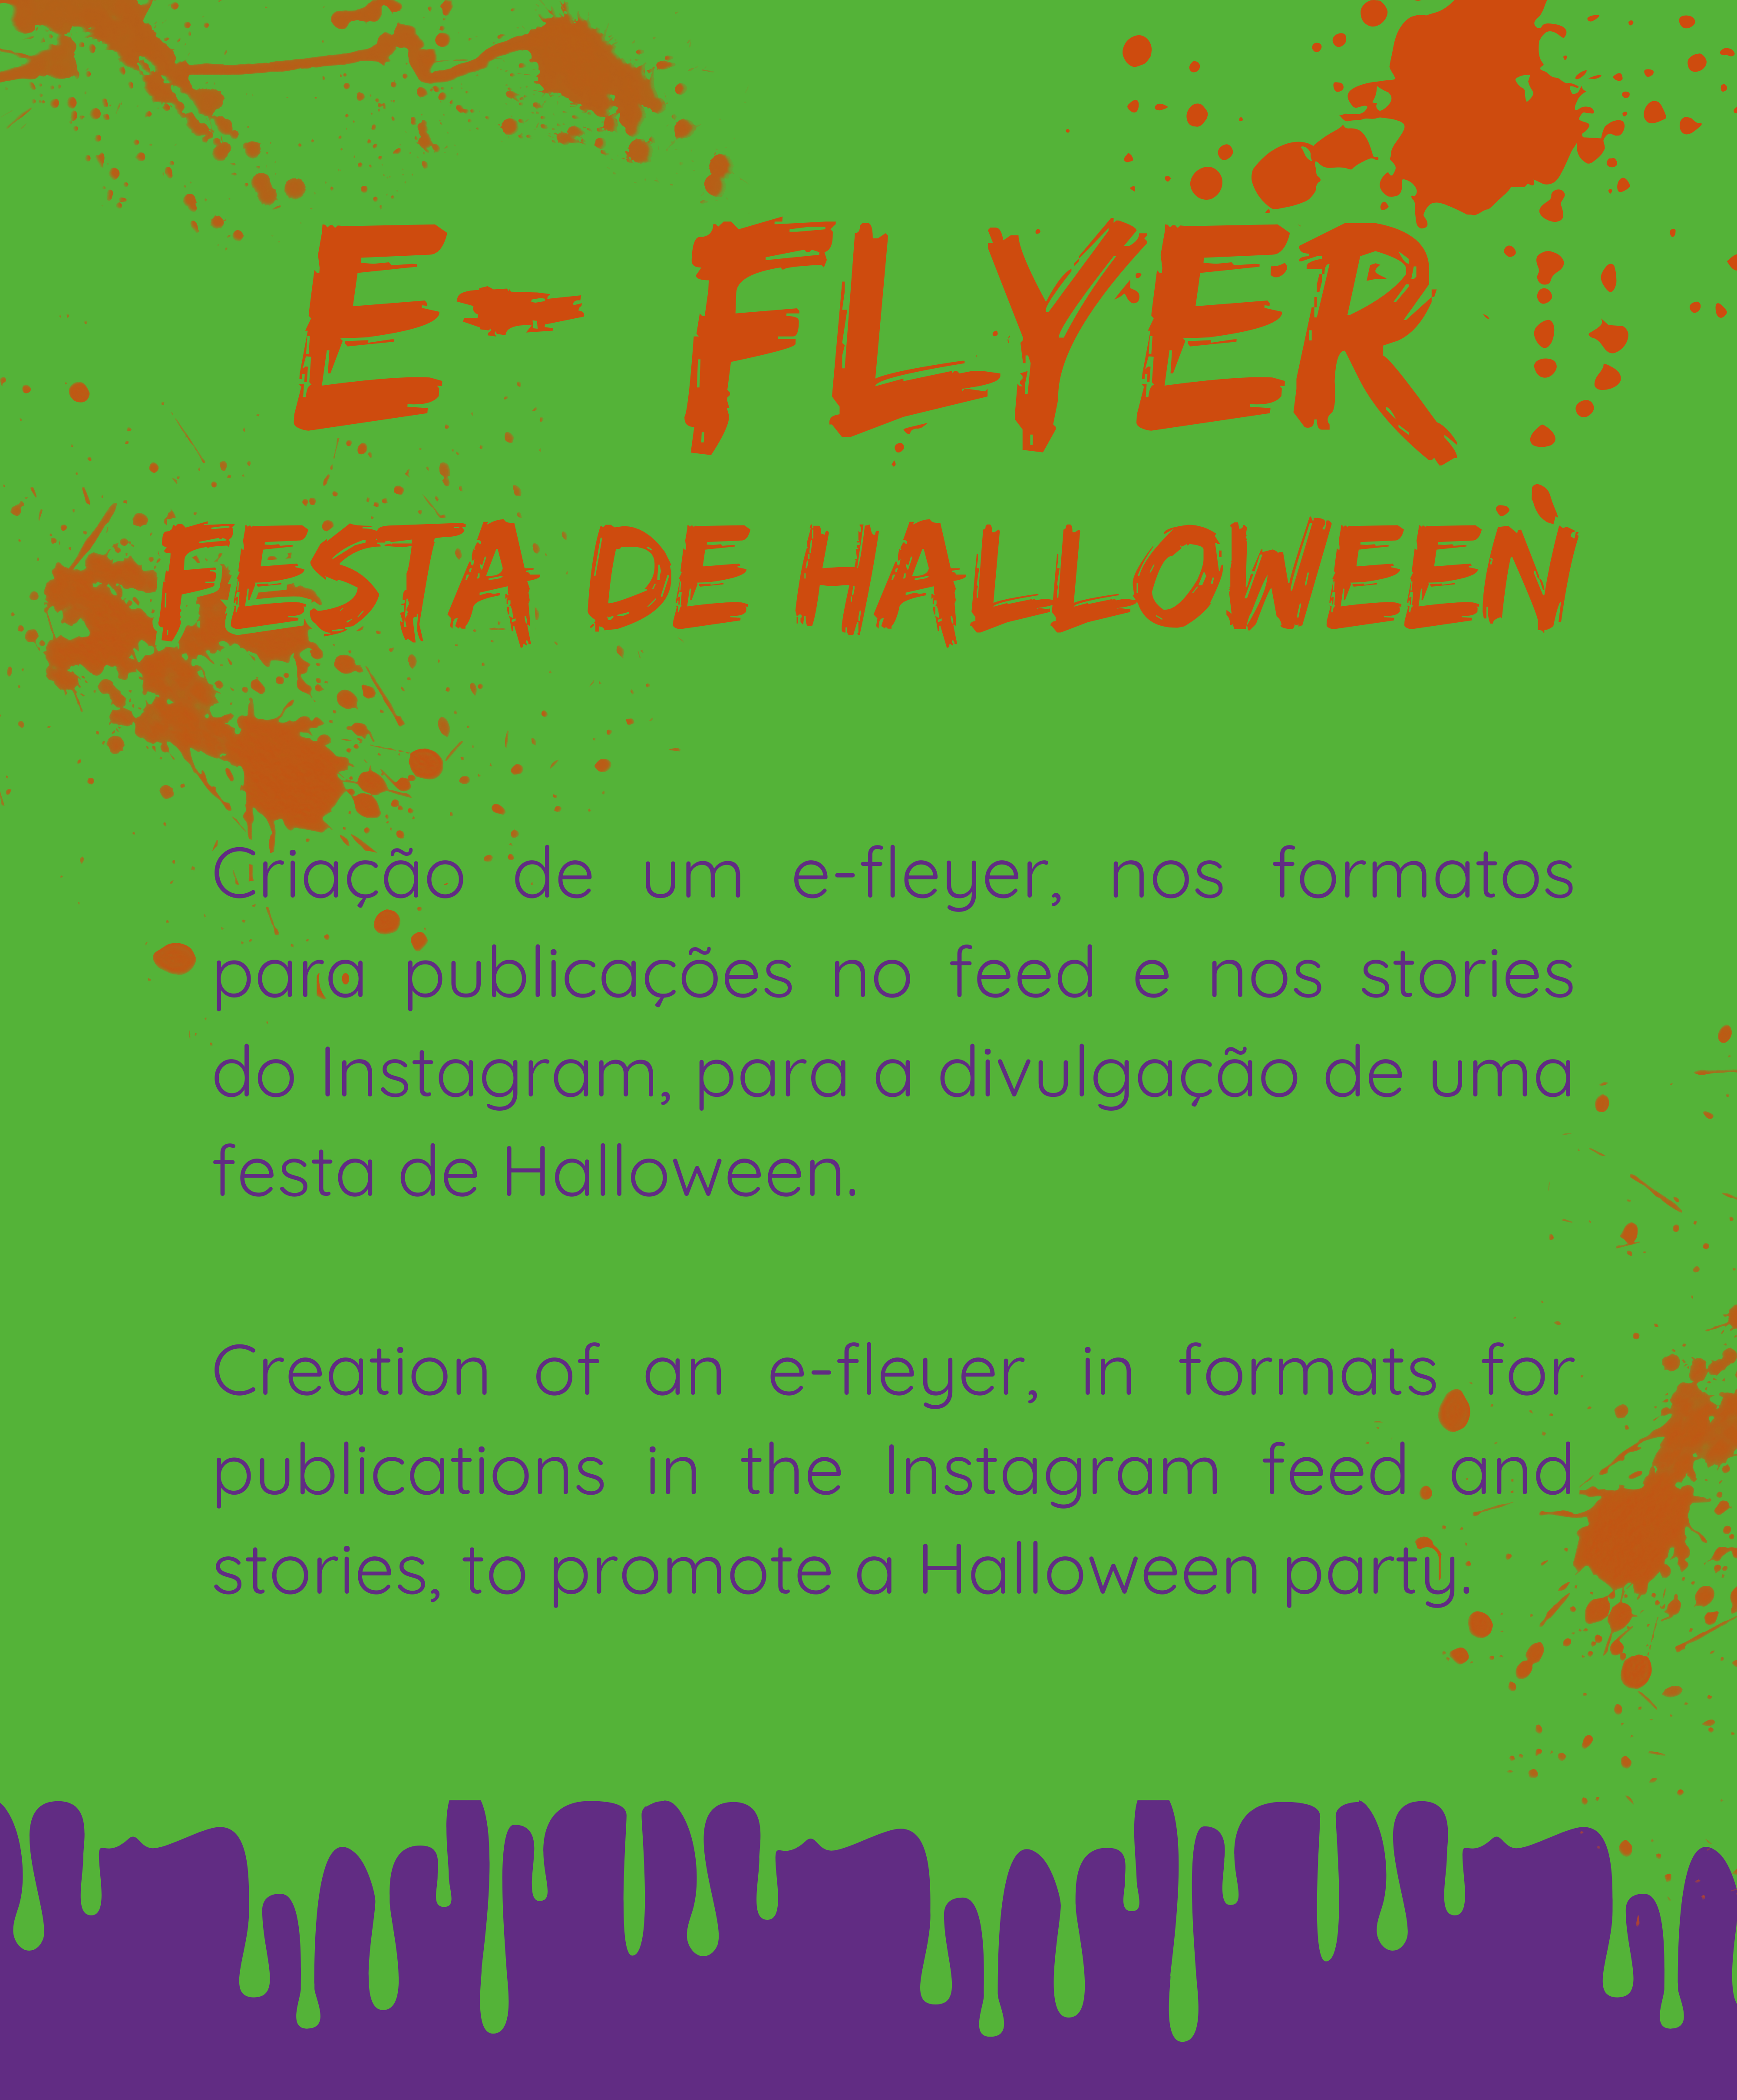 E- FLYER
FESTA DE HALLOWEEN
Criação de um e-fleyer, nos formatos
para publicações no feed e nos stories
do Instagram, para a divulgação de uma
festa de Halloween.
Creation of an e-fleyer, in formats for
publications in the Instagram feed and
stories, to promote a Halloween party.